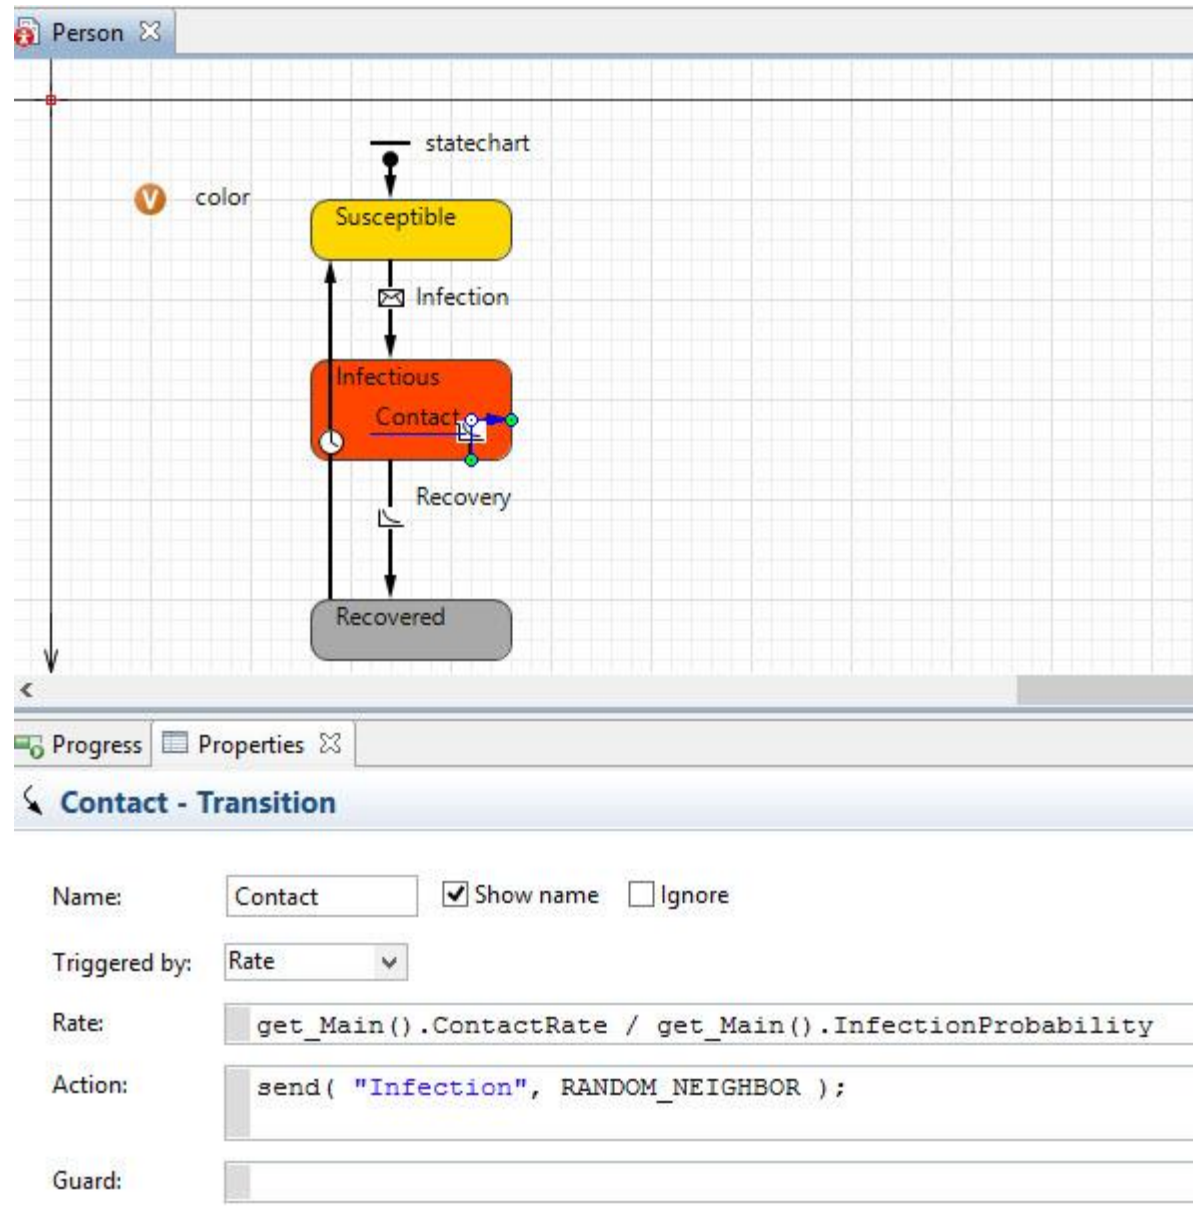 Person
statechart
V
color
Susceptible
Infection
Infectious
Contact
Recovery
Recovered
Progress
Properties
Contact - Transition
Name:
Contact
Show name
Ignore
Triggered by:
Rate
Rate:
get_Main().ContactRate / get_Main().InfectionProbability
Action:
send( "Infection", RANDOM_NEIGHBOR );
Guard: